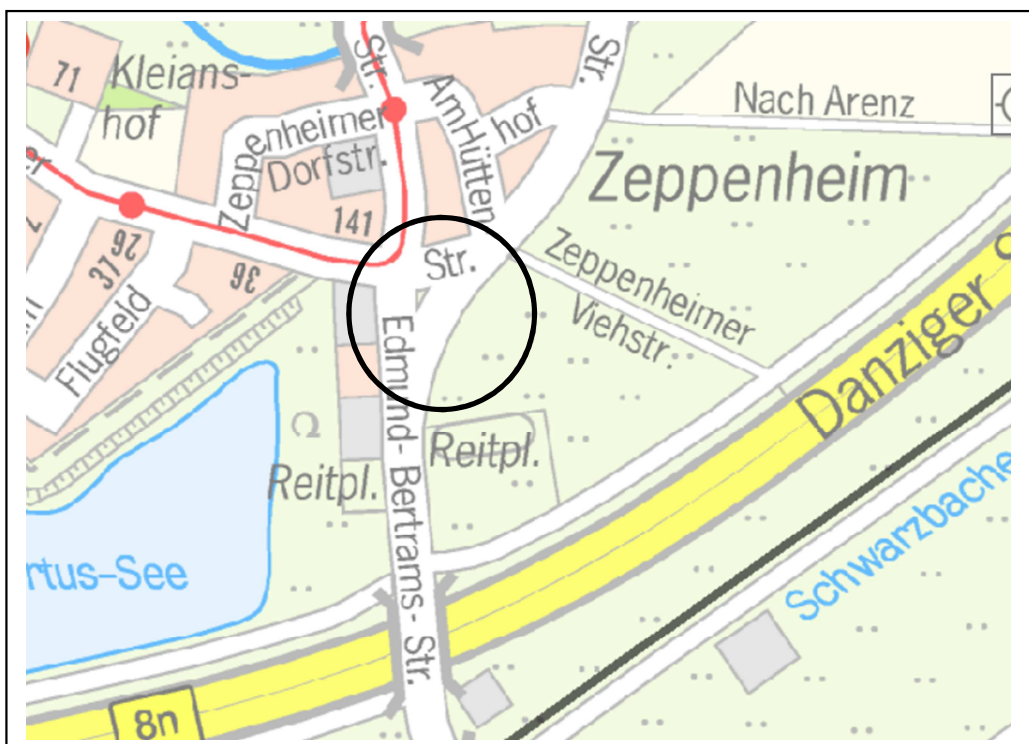 Str.
Str.
71
Kleians-
hof
Am Hütten
hof
Nach Arenz
Zeppenheimer
Dorfstr.
Zeppenheim
141
Str.
Zeppenheimer
Viehstr.
26
37
36
Flugfeld
Danziger
Edmund-Bertrams-Str.
Reitpl.
Reitpl.
Schwarzbache
rtus-See
8n